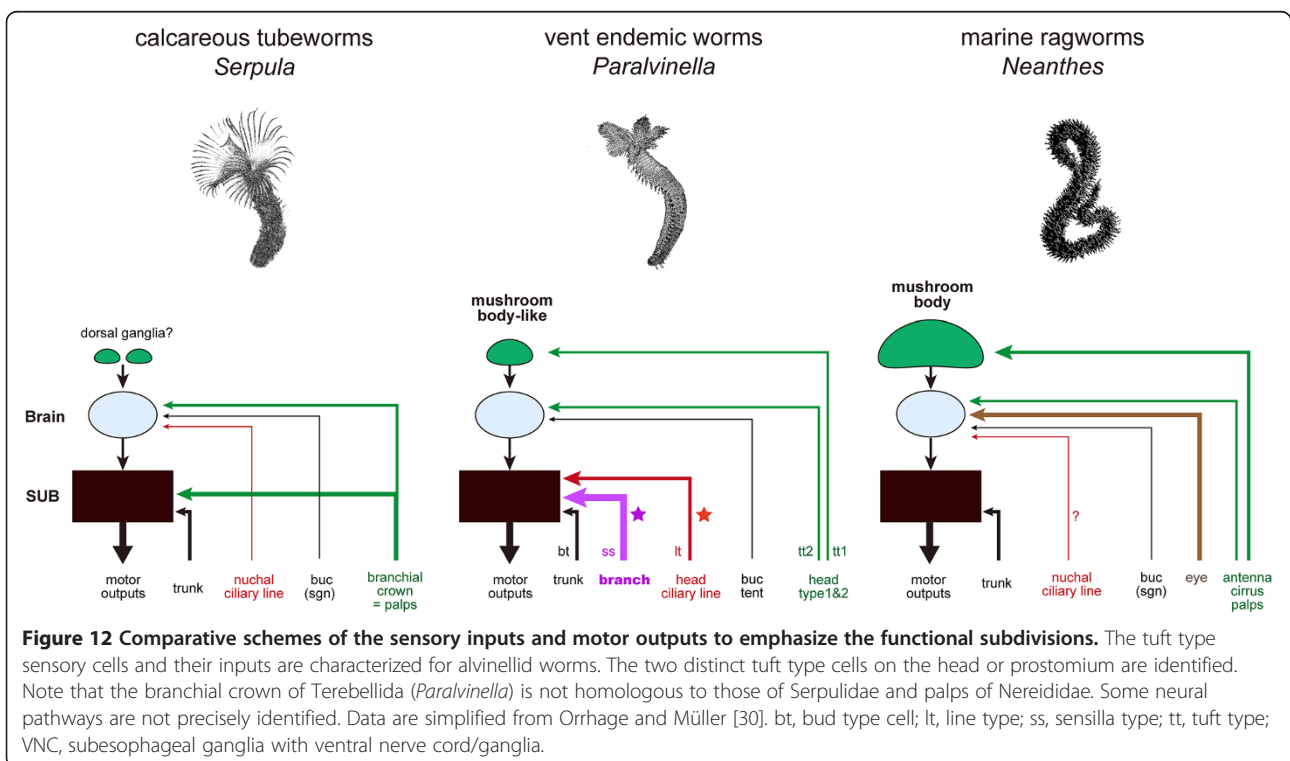 calcareous tubeworms
Serpula
vent endemic worms
Paralvinella
marine ragworms
Neanthes
dorsal ganglia?
mushroom
body-like
mushroom
body
Brain
SUB
motor
outputs
trunk
nuchal
ciliary line
buc
(sgn)
branchial
crown
= palps
bt
ss
lt
tt2
tt1
motor
outputs
trunk
branch
head
ciliary line
buc
tent
head
type1&2
?
motor
outputs
trunk
nuchal
ciliary line
buc
(sgn)
eye
antenna
cirrus
palps
Figure 12 Comparative schemes of the sensory inputs and motor outputs to emphasize the functional subdivisions. The tuft type
sensory cells and their inputs are characterized for alvinellid worms. The two distinct tuft type cells on the head or prostomium are identified.
Note that the branchial crown of Terebellida (Paralvinella) is not homologous to those of Serpulidae and palps of Nereididae. Some neural
pathways are not precisely identified. Data are simplified from Orrhage and Müller [30]. bt, bud type cell; lt, line type; ss, sensilla type; tt, tuft type;
VNC, subesophageal ganglia with ventral nerve cord/ganglia.